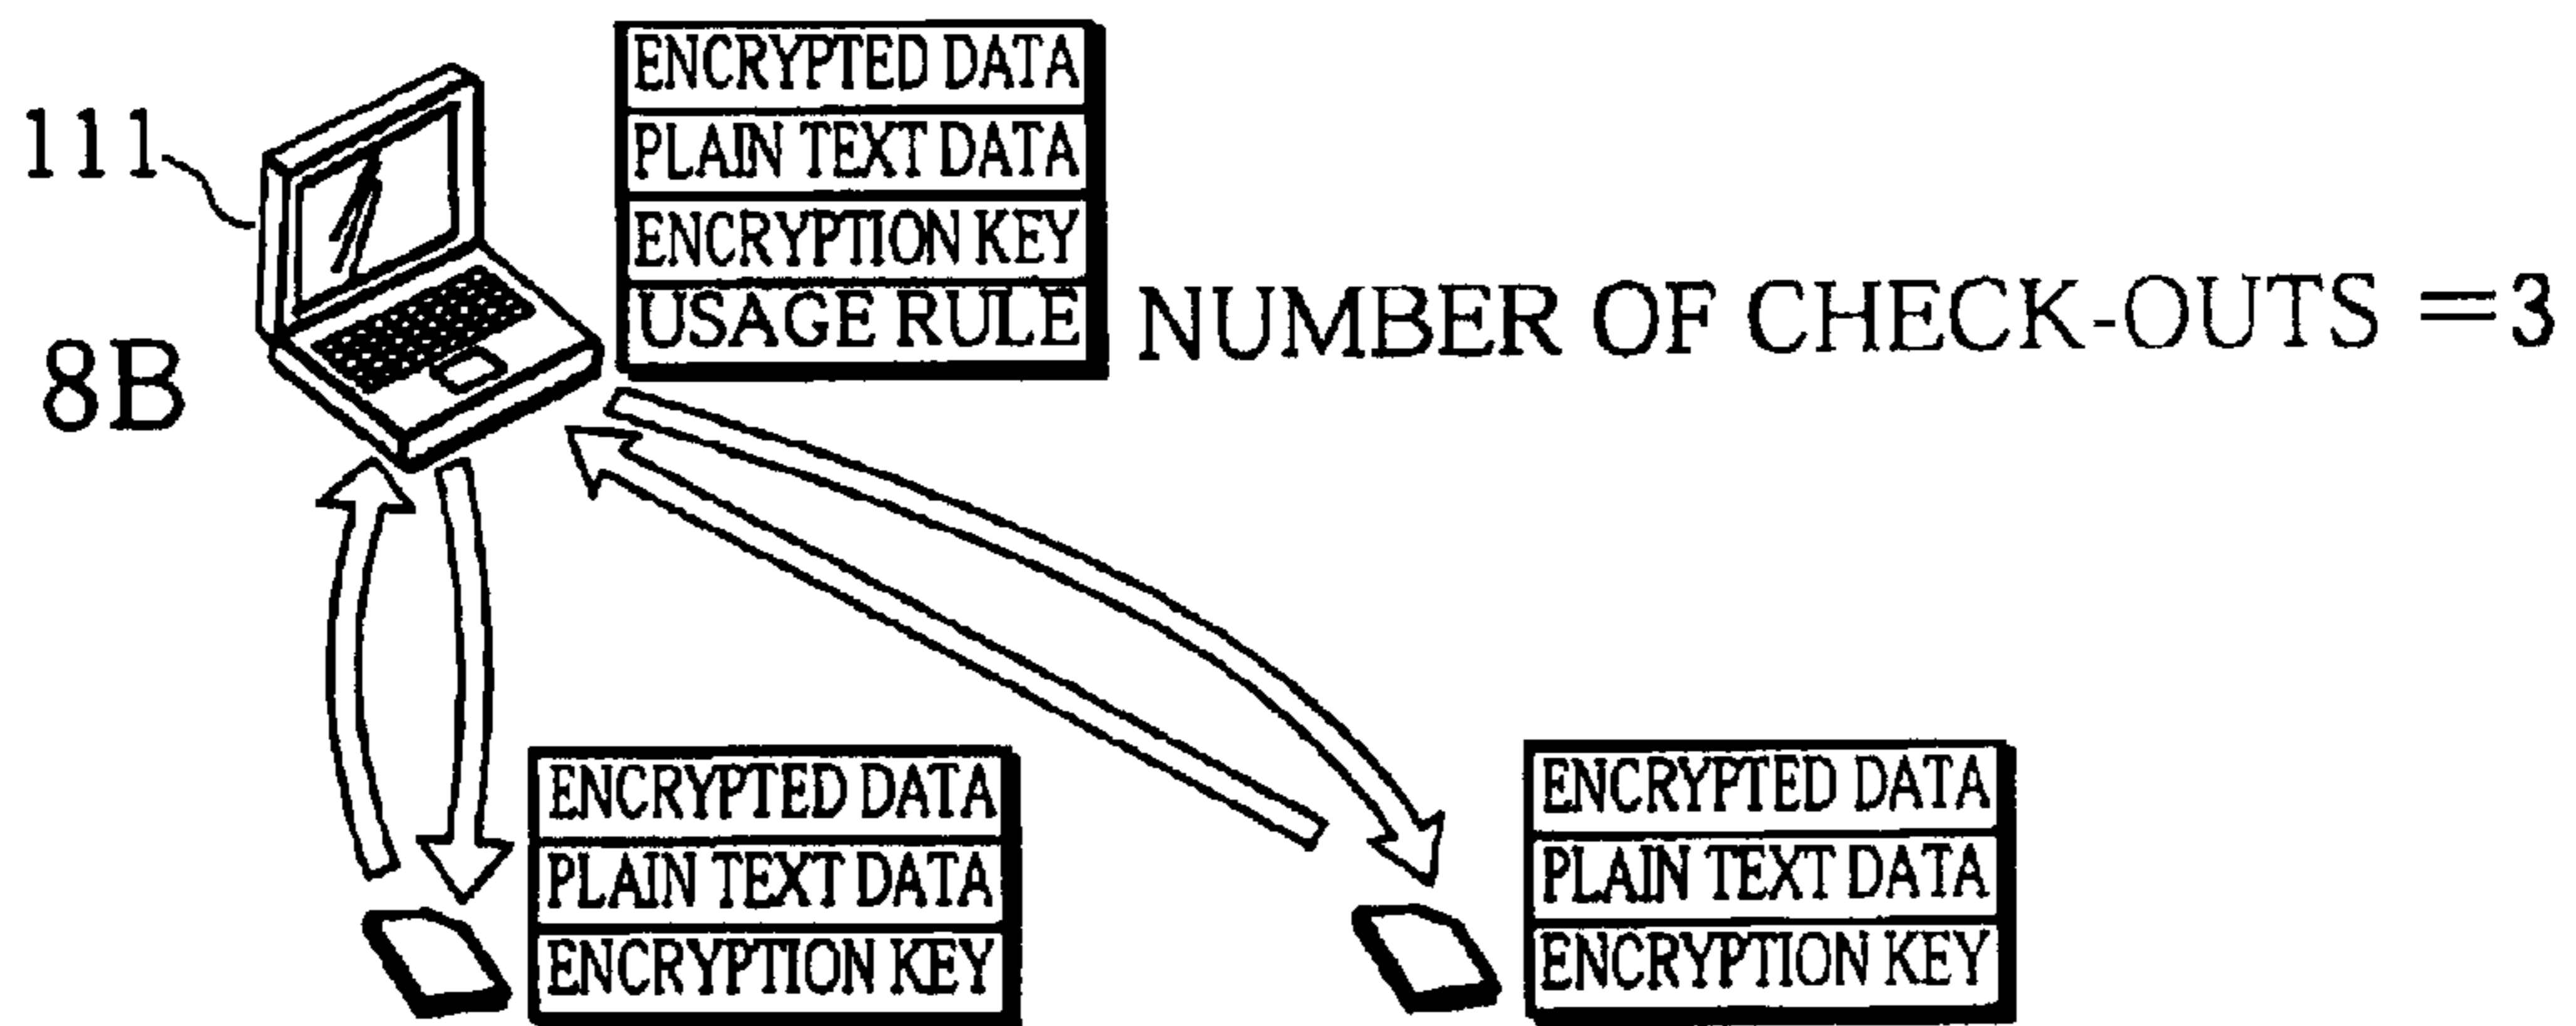 ENCRYPTED DATA
111
PLAIN TEXT DATA
ENCRYPTION KEY
USAGE RULE
NUMBER OF CHECK-OUTS =3
8B
ENCRYPTED DATA
PLAIN TEXT DATA
ENCRYPTION KEY
ENCRYPTED DATA
PLAIN TEXT DATA
ENCRYPTION KEY